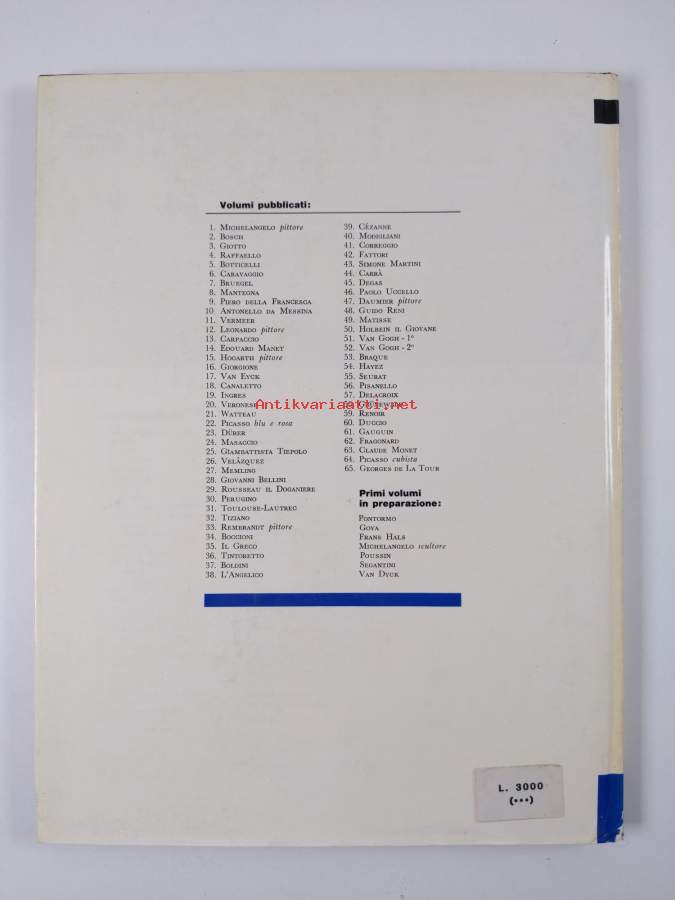 Volumi pubblicati:
1. Michelangelo pittore
2. Bosch
3. Giotto
4. Raffaello
5. Botticelli
6. Caravaggio
7. Bruegel
8. Mantegna
9. Piero della Francesca
10 Antonello da Messina
11. Vermeer
12. Leonardo pittore
13. Carpaccio
14. Edouard Manet
15. Hogarth pittore
16. Giorgione
17. Van Eyck
18. Canaletto
19. Ingres
20. Veronese
21. Watteau
22. Picasso blu e rosa
23. Dürer
24. Masaccio
25. Giambattista Tiepolo
26. Velázquez
27. Memling
28. Giovanni Bellini
29. Rousseau il Doganiere
30. Perugino
31. Toulouse-Lautrec
32. Tiziano
33. Rembrandt pittore
34. Boccioni
35. Il Greco
36. Tintoretto
37. Boldini
38. L'Angelico
39. Cézanne
40. Modigliani
41. Correggio
42. Fattori
43. Simone Martini
44. Carrà
45. Degas
46. Paolo Uccello
47. Daumier pittore
48. Guido Reni
49. Matisse
50. Holbein il Giovane
51. Van Gogh - 1°
52. Van Gogh - 2°
53. Braque
54. Hayez
55. Seurat
56. Pisanello
57. Delacroix
58. Grünewald
59. Renoir
60. Duccio
61. Gauguin
62. Fragonard
63. Claude Monet
64. Picasso cubista
65. Georges de La Tour
Primi volumi
in preparazione:
Pontormo
Goya
Frans Hals
Michelangelo scultore
Poussin
Segantini
Van Dyck
Antikvariaatti.net
L. 3000
(•••)